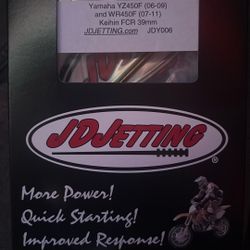 Yamaha YZ450F (06-09)
and WR450F (07-11)
Keihin FCR 39mm
JDJETTING.com JDY006
JDJETTING
®
More Power!
Quick Starting!
Improved Response!